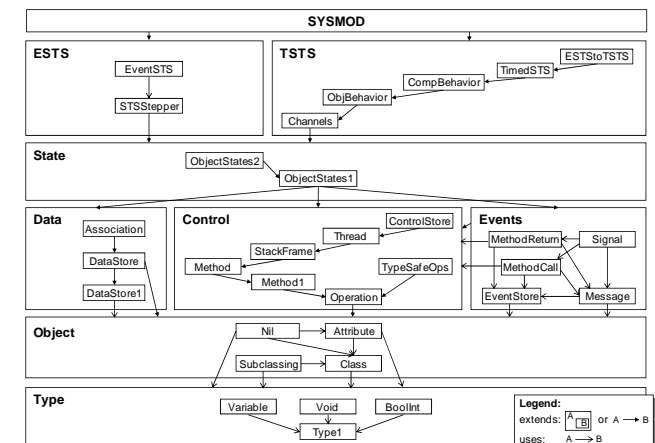 SYSMOD
ESTS
EventSTS
STSStepper
TSTS
ESTStoTSTS
TimedSTS
CompBehavior
ObjBehavior
Channels
State
ObjectStates2
ObjectStates1
Data
Association
DataStore
DataStore1
Control
ControlStore
Thread
StackFrame
Method
TypeSafeOps
Method1
Operation
Events
MethodReturn
Signal
MethodCall
EventStore
Message
Object
Nil
Attribute
Subclassing
Class
Type
Variable
Void
BoolInt
Type1
Legend:
extends: A B or A B
uses: A B